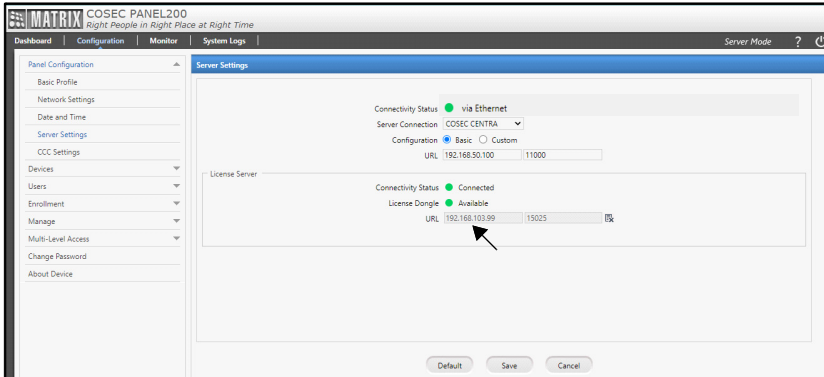 MATRIX COSEC PANEL200
Right People in Right Place at Right Time
Dashboard | Configuration | Monitor | System Logs | Server Mode ?
Panel Configuration
Basic Profile
Network Settings
Date and Time
Server Settings
CCC Settings
Devices
Users
Enrollment
Manage
Multi-Level Access
Change Password
About Device
Server Settings
Connectivity Status via Ethernet
Server Connection COSEC CENTRA
Configuration Basic Custom
URL 192.168.50.100 11000
License Server
Connectivity Status Connected
License Dongle Available
URL 192.168.103.99 15025
Default Save Cancel